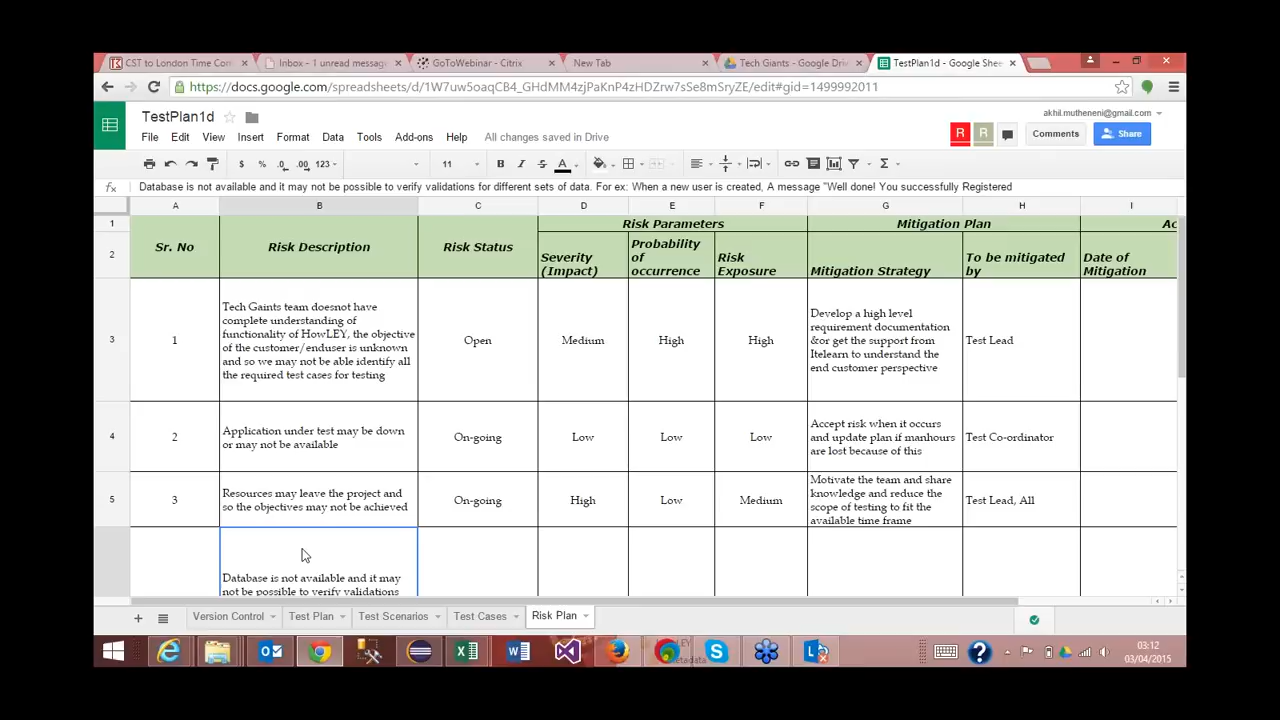 CST to London Time Con
Inbox - 1 unread messag
GoToWebinar - Citrix
New Tab
Tech Giants - Google Driv
TestPlan1d - Google Shee
https://docs.google.com/spreadsheets/d/1W7uw5qqCB4_GHdMM4zjPaKnP4zHDZrw7sSe8mSryZE/edit#gid=1499992011
TestPlan1d
akhil.mutheneni@gmail.com
File Edit View Insert Format Data Tools Add-ons Help All changes saved in Drive
R R Comments Share
$ % .0 .00 123 11 B I S A Σ
fx Database is not available and it may not be possible to verify validations for different sets of data. For ex: When a new user is created, A message "Well done! You successfully Registered
A B C D E F G H I
1 Risk Parameters Mitigation Plan Ac
2
Sr. No
Risk Description
Risk Status
Severity
(Impact)
Probability
of
occurrence
Risk
Exposure
Mitigation Strategy
To be mitigated
by
Date of
Mitigation
3
1
Tech Gaints team doesnot have
complete understanding of
functionality of HowLEY, the objective
of the customer/enduser is unknown
and so we may not be able identify all
the required test cases for testing
Open
Medium
High
High
Develop a high level
requirement documentation
&or get the support from
Itelearn to understand the
end customer perspective
Test Lead
4
2
Application under test may be down
or may not be available
On-going
Low
Low
Low
Accept risk when it occurs
and update plan if manhours
are lost because of this
Test Co-ordinator
5
3
Resources may leave the project and
so the objectives may not be achieved
On-going
High
Low
Medium
Motivate the team and share
knowledge and reduce the
scope of testing to fit the
available time frame
Test Lead, All
Database is not available and it may
not be possible to verify validations
Version Control Test Plan Test Scenarios Test Cases Risk Plan
03:12
03/04/2015